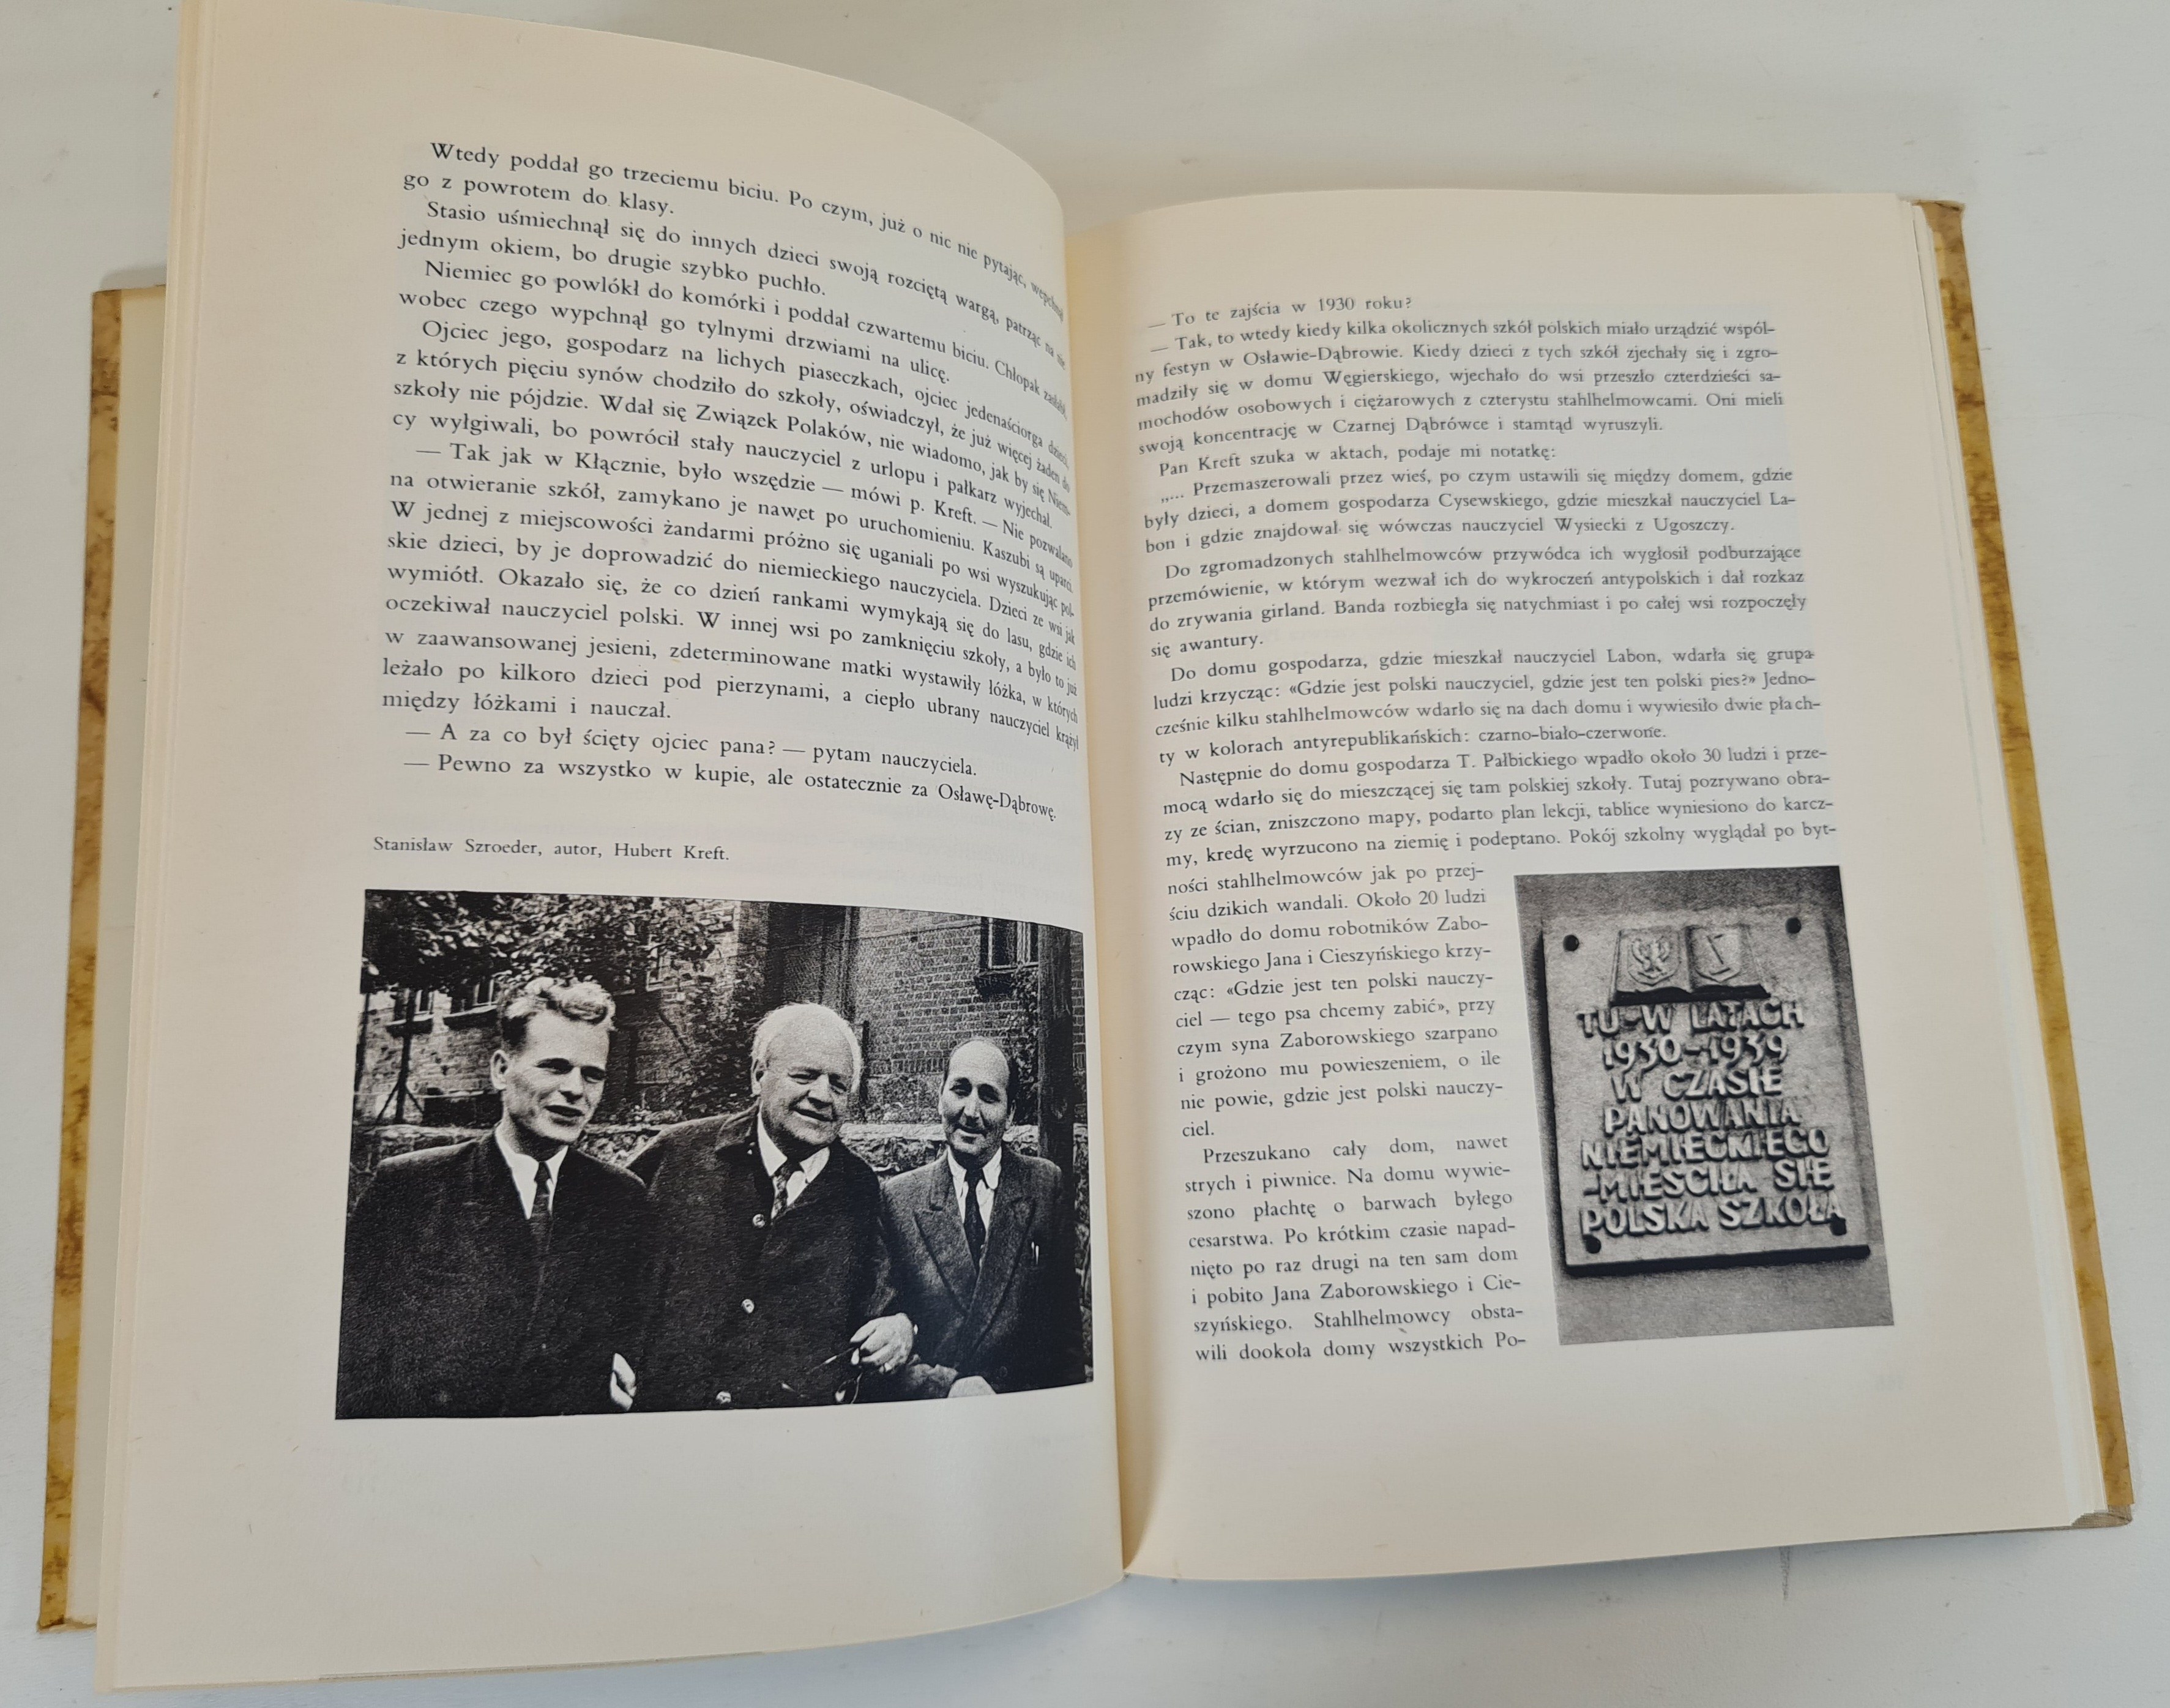 Wtedy poddał go trzeciemu biciu. Po czym, już o nic nie pytając, wepchnął
go z powrotem do klasy.
Stasio uśmiechnął się do innych dzieci swoją rozciętą wargą, patrząc na nie
jednym okiem, bo drugie szybko puchło.
Niemiec go powlókł do komórki i poddał czwartemu biciu. Chłopak zasłabł,
wobec czego wypchnął go tylnymi drzwiami na ulicę.
Ojciec jego, gospodarz na lichych piaseczkach, ojciec jedenaściorga dzieci,
z których pięciu synów chodziło do szkoły, oświadczył, że już więcej żaden do
szkoły nie pójdzie. Wdał się Związek Polaków, nie wiadomo, jak by się Niem-
cy wyłgiwali, bo powrócił stały nauczyciel z urlopu i pałkarz wyjechał.
— Tak jak w Kłącznie, było wszędzie — mówi p. Kreft. — Nie pozwalano
na otwieranie szkół, zamykano je nawet po uruchomieniu. Kaszubi są uparci.
W jednej z miejscowości żandarmi próżno się uganiali po wsi wyszukując pol-
skie dzieci, by je doprowadzić do niemieckiego nauczyciela. Dzieci ze wsi jak
wymiótł. Okazało się, że co dzień rankami wymykają się do lasu, gdzie ich
oczekiwał nauczyciel polski. W innej wsi po zamknięciu szkoły, a było to już
w zaawansowanej jesieni, zdeterminowane matki wystawiły łóżka, w których
leżało po kilkoro dzieci pod pierzynami, a ciepło ubrany nauczyciel krążył
między łóżkami i nauczał.
— A za co był ścięty ojciec pana? — pytam nauczyciela.
— Pewno za wszystko w kupie, ale ostatecznie za Osławę-Dąbrowę.
Stanisław Szroeder, autor, Hubert Kreft.
— To te zajścia w 1930 roku?
— Tak, to wtedy kiedy kilka okolicznych szkół polskich miało urządzić wspól-
ny festyn w Osławie-Dąbrowie. Kiedy dzieci z tych szkół zjechały się i zgro-
madziły się w domu Węgierskiego, wjechało do wsi przeszło czterdzieści sa-
mochodów osobowych i ciężarowych z czterystu stahlhelmowcami. Oni mieli
swoją koncentrację w Czarnej Dąbrówce i stamtąd wyruszyli.
Pan Kreft szuka w aktach, podaje mi notatkę:
„... Przemaszerowali przez wieś, po czym ustawili się między domem, gdzie
były dzieci, a domem gospodarza Cysewskiego, gdzie mieszkał nauczyciel La-
bon i gdzie znajdował się wówczas nauczyciel Wysiecki z Ugoszczy.
Do zgromadzonych stahlhelmowców przywódca ich wygłosił podburzające
przemówienie, w którym wezwał ich do wykroczeń antypolskich i dał rozkaz
do zrywania girland. Banda rozbiegła się natychmiast i po całej wsi rozpoczęły
się awantury.
Do domu gospodarza, gdzie mieszkał nauczyciel Labon, wdarła się grupa
ludzi krzycząc: «Gdzie jest polski nauczyciel, gdzie jest ten polski pies?» Jedno-
cześnie kilku stahlhelmowców wdarło się na dach domu i wywiesiło dwie płach-
ty w kolorach antyrepublikańskich: czarno-biało-czerwone.
Następnie do domu gospodarza T. Pałbickiego wpadło około 30 ludzi i prze-
mocą wdarło się do mieszczącej się tam polskiej szkoły. Tutaj pozrywano obra-
zy ze ścian, zniszczono mapy, podarto plan lekcji, tablice wyniesiono do karcz-
my, kredę wyrzucono na ziemię i podeptano. Pokój szkolny wyglądał po byt-
ności stahlhelmowców jak po przej-
ściu dzikich wandali. Około 20 ludzi
wpadło do domu robotników Zabo-
rowskiego Jana i Cieszyńskiego krzy-
cząc: «Gdzie jest ten polski nauczy-
ciel — tego psa chcemy zabić», przy
czym syna Zaborowskiego szarpano
i grożono mu powieszeniem, o ile
nie powie, gdzie jest polski nauczy-
ciel.
Przeszukano cały dom, nawet
strych i piwnice. Na domu wywie-
szono płachtę o barwach byłego
cesarstwa. Po krótkim czasie napad-
nięto po raz drugi na ten sam dom
i pobito Jana Zaborowskiego i Cie-
szyńskiego. Stahlhelmowcy obsta-
wili dookoła domy wszystkich Po-
TU W LATACH
1930-1939
W CZASIE
PANOWANIA
NIEMIECKIEGO
MIEŚCIŁA SIĘ
POLSKA SZKOŁA